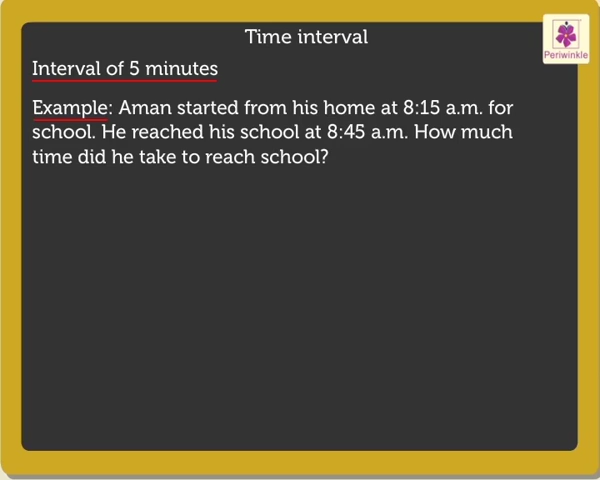 Time interval
Periwinkle
Interval of 5 minutes
Example: Aman started from his home at 8:15 a.m. for
school. He reached his school at 8:45 a.m. How much
time did he take to reach school?